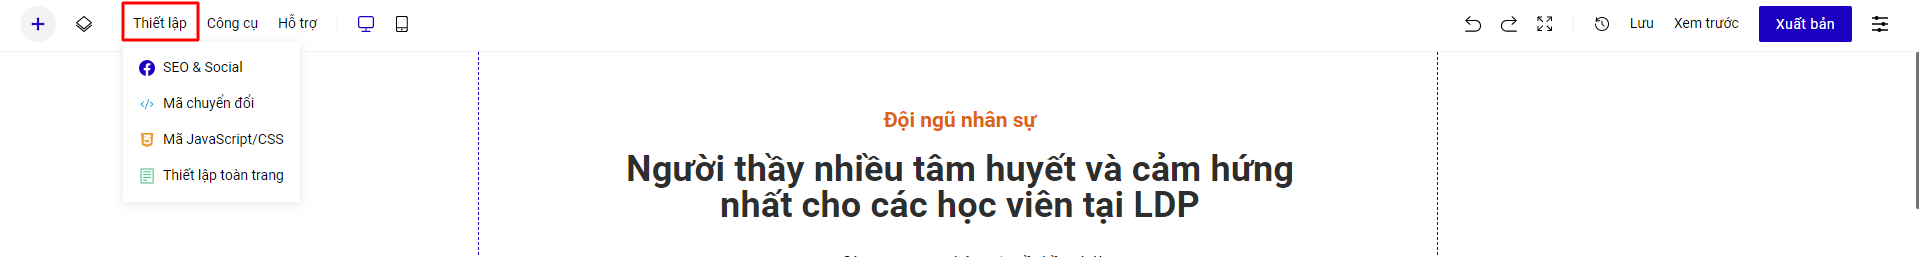 Thiết lập Công cụ Hỗ trợ Lưu Xem trước Xuất bản
SEO & Social
Mã chuyển đổi
Mã JavaScript/CSS
Thiết lập toàn trang
Đội ngũ nhân sự
Người thầy nhiều tâm huyết và cảm hứng
nhất cho các học viên tại LDP